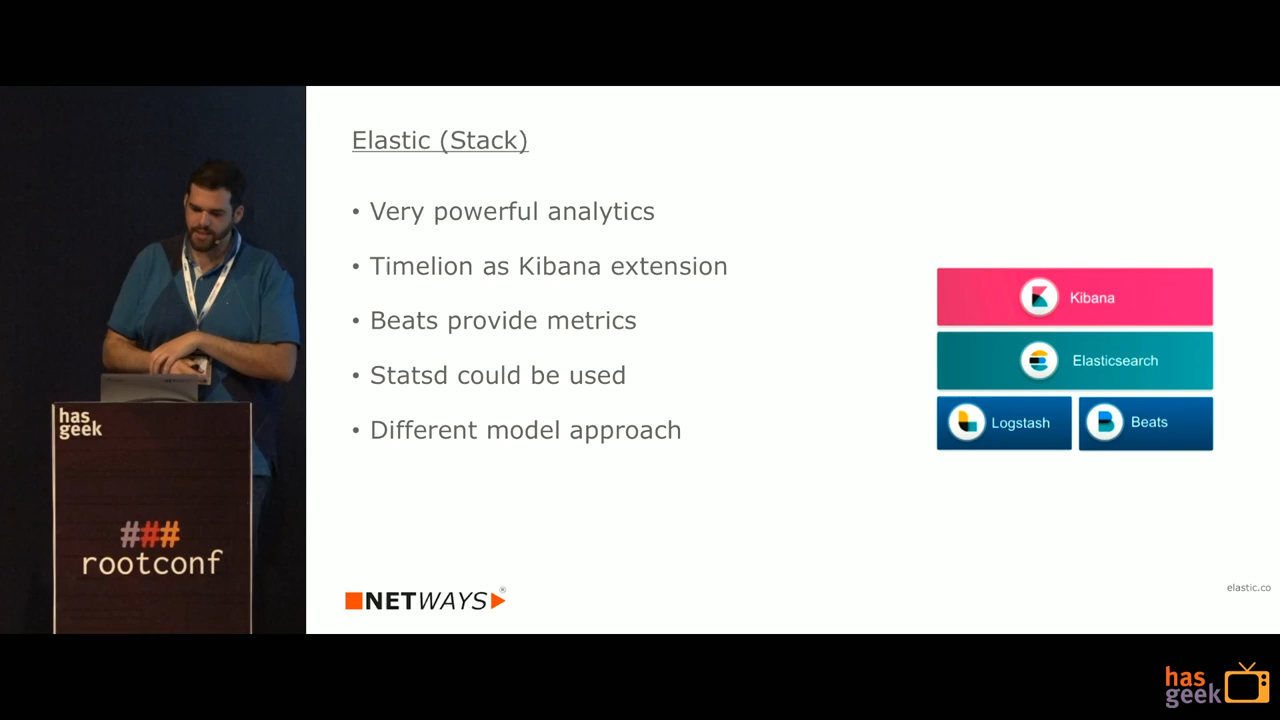 Elastic (Stack)
• Very powerful analytics
• Timelion as Kibana extension
• Beats provide metrics
• Statsd could be used
• Different model approach
Kibana
Elasticsearch
Logstash
Beats
NETWAYS®
elastic.co
has
geek
###
rootconf
has
geek